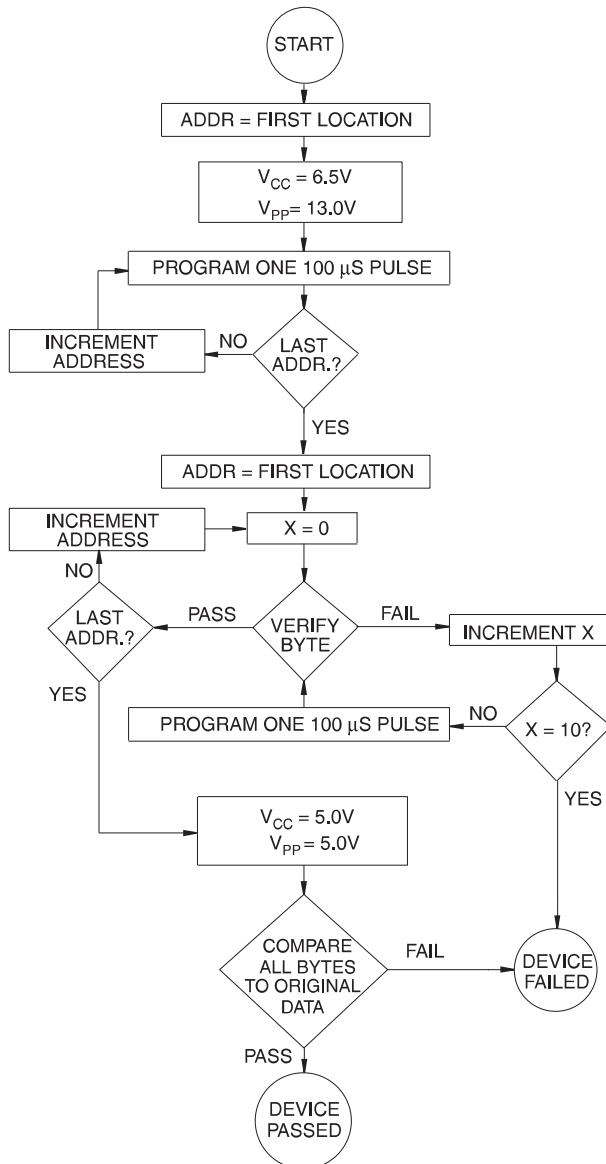 START
ADDR = FIRST LOCATION
VCC = 6.5V
VPP= 13.0V
PROGRAM ONE 100 μS PULSE
INCREMENT
ADDRESS
NO
LAST
ADDR.?
YES
ADDR = FIRST LOCATION
INCREMENT
ADDRESS
X = 0
NO
LAST
ADDR.?
PASS
VERIFY
BYTE
FAIL
INCREMENT X
YES
PROGRAM ONE 100 μS PULSE
NO
X = 10?
YES
VCC = 5.0V
VPP = 5.0V
COMPARE
ALL BYTES
TO ORIGINAL
DATA
FAIL
DEVICE
FAILED
PASS
DEVICE
PASSED